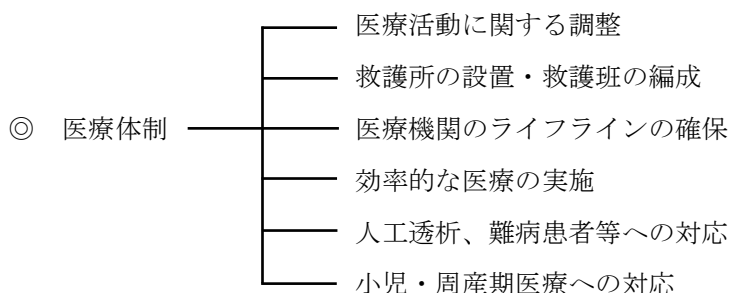 医療活動に関する調整
救護所の設置・救護班の編成
◎ 医療体制
医療機関のライフラインの確保
効率的な医療の実施
人工透析、難病患者等への対応
小児・周産期医療への対応